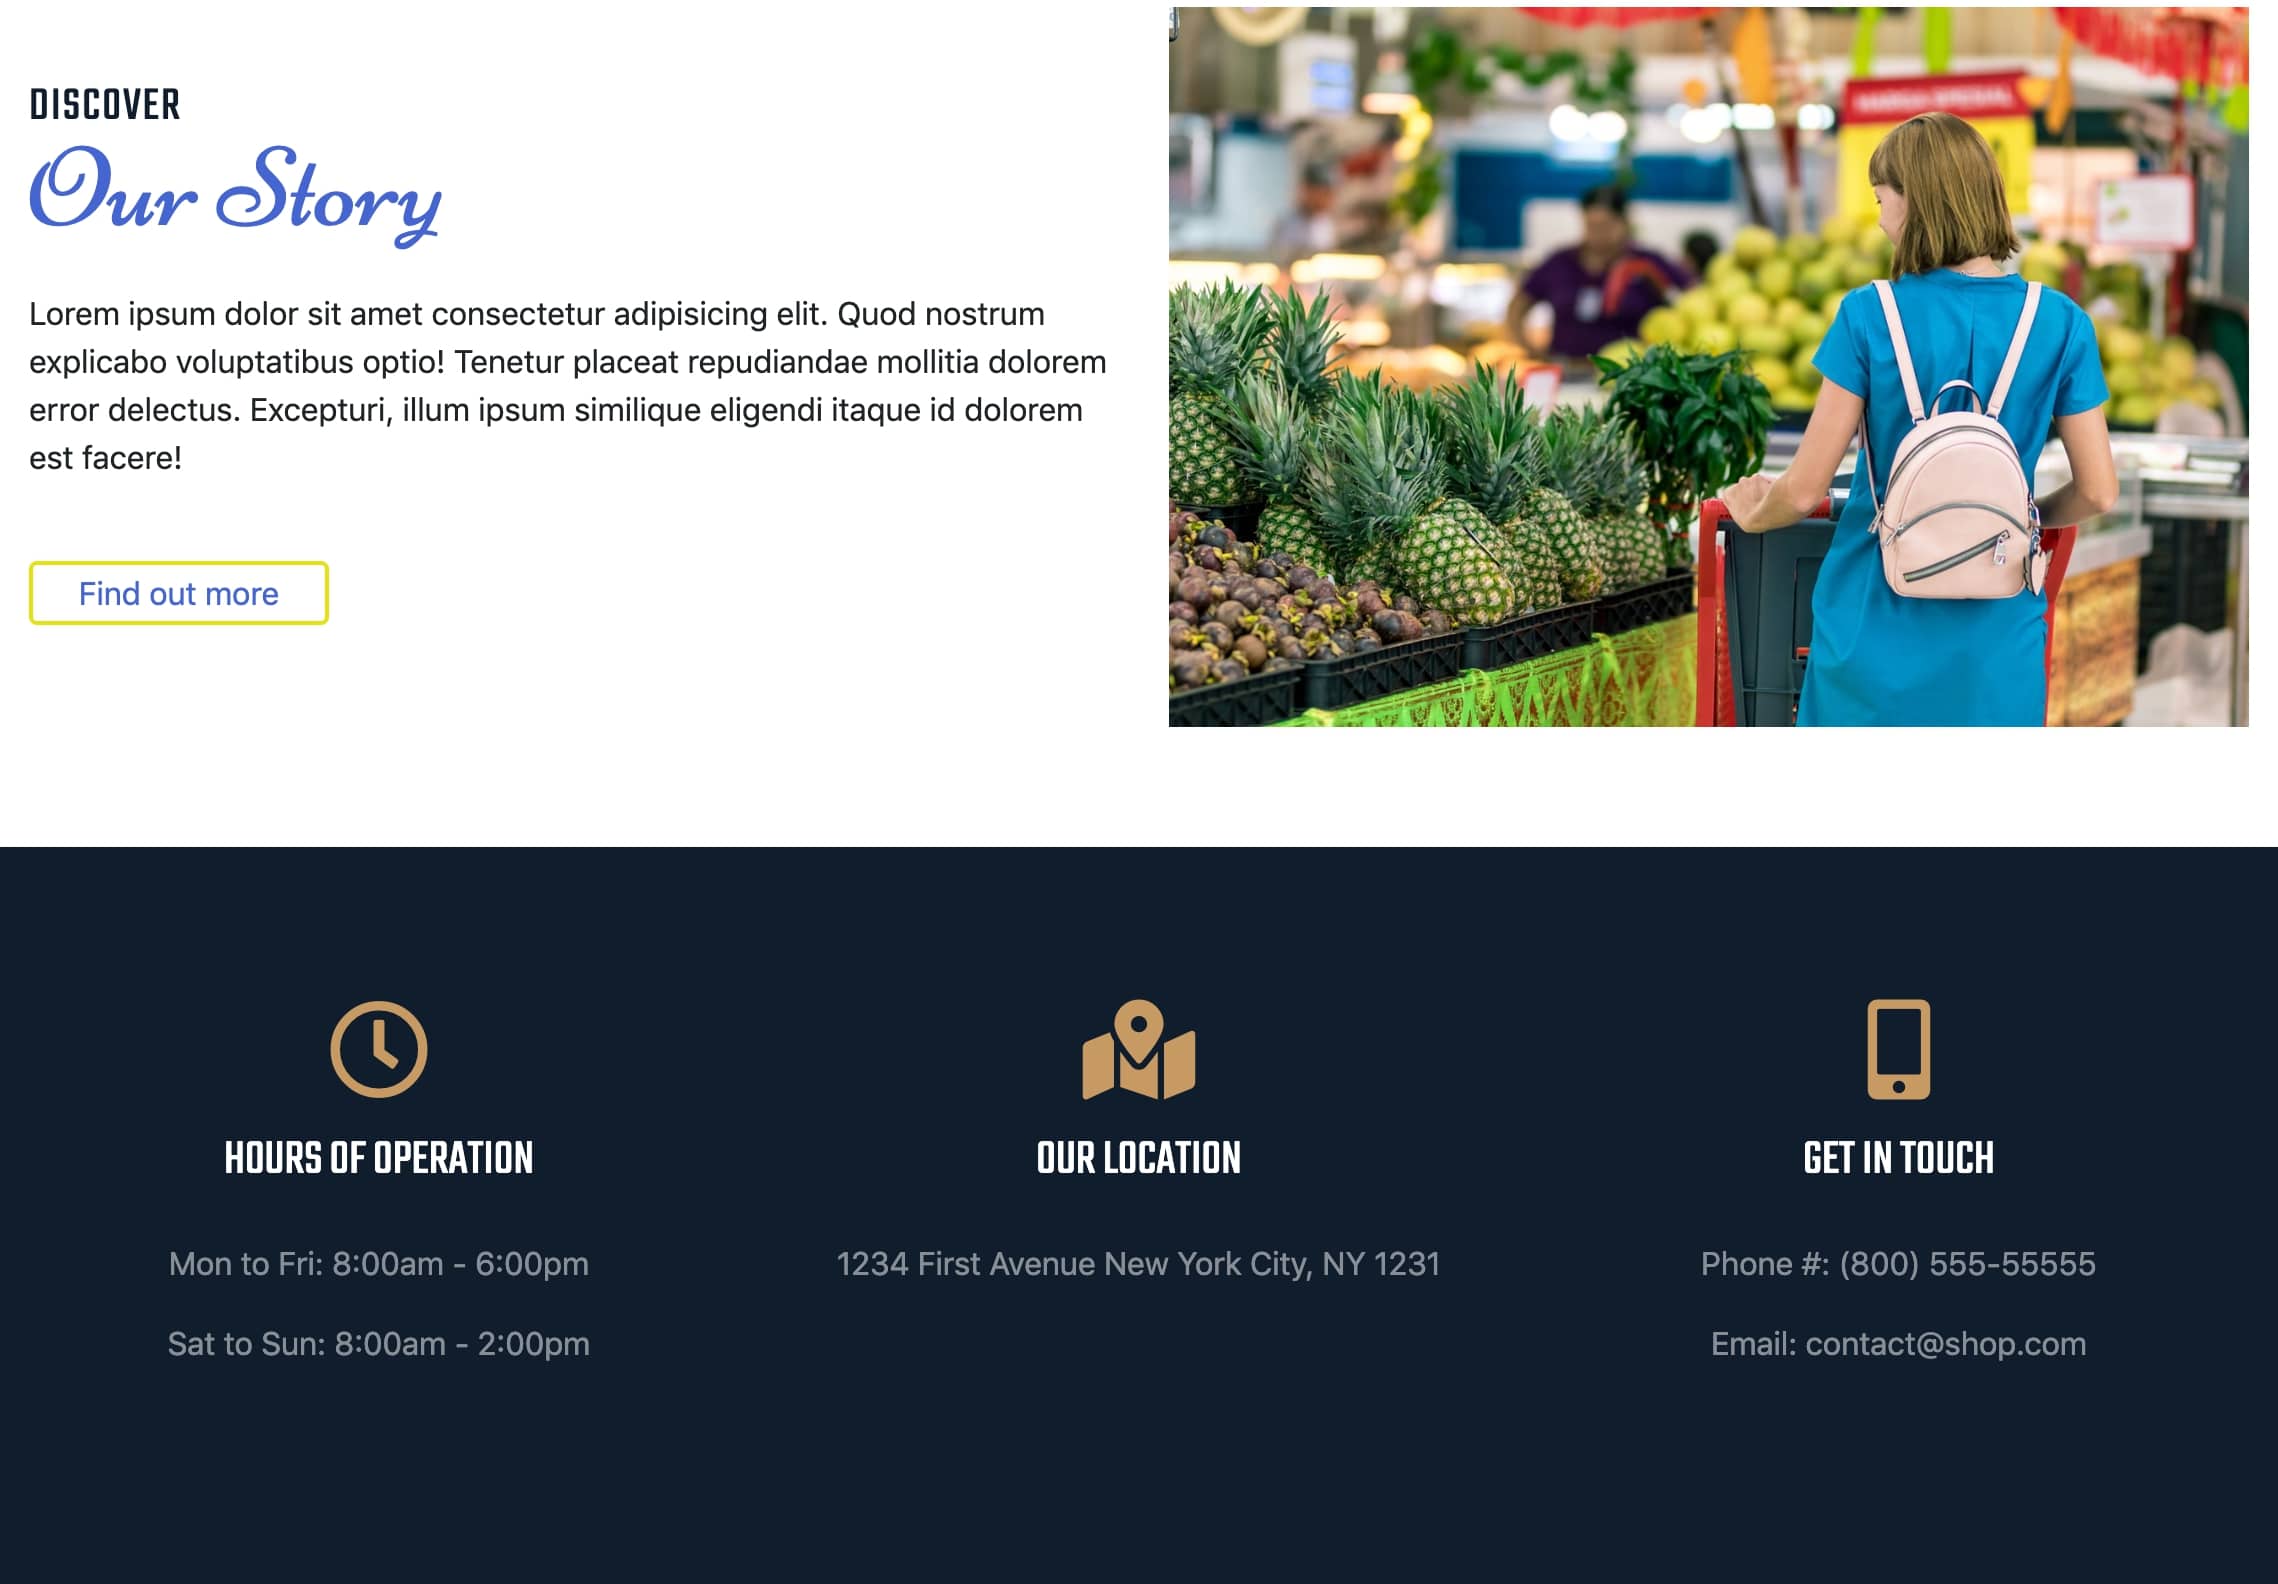 DISCOVER
Our Story
Lorem ipsum dolor sit amet consectetur adipisicing elit. Quod nostrum
explicabo voluptatibus optio! Tenetur placeat repudiandae mollitia dolorem
error delectus. Excepturi, illum ipsum similique eligendi itaque id dolorem
est facere!
Find out more
HOURS OF OPERATION
Mon to Fri: 8:00am - 6:00pm
Sat to Sun: 8:00am - 2:00pm
OUR LOCATION
1234 First Avenue New York City, NY 1231
GET IN TOUCH
Phone #: (800) 555-55555
Email: contact@shop.com